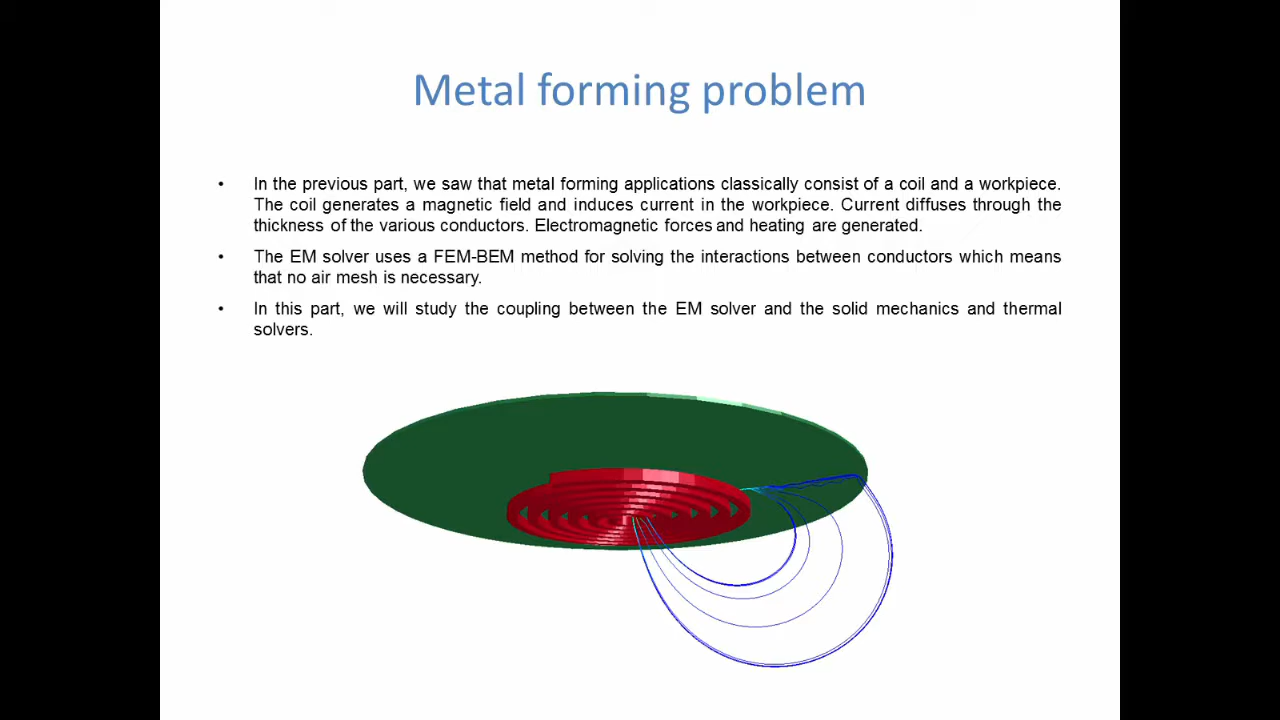 Metal forming problem
• In the previous part, we saw that metal forming applications classically consist of a coil and a workpiece.
The coil generates a magnetic field and induces current in the workpiece. Current diffuses through the
thickness of the various conductors. Electromagnetic forces and heating are generated.
• The EM solver uses a FEM-BEM method for solving the interactions between conductors which means
that no air mesh is necessary.
• In this part, we will study the coupling between the EM solver and the solid mechanics and thermal
solvers.